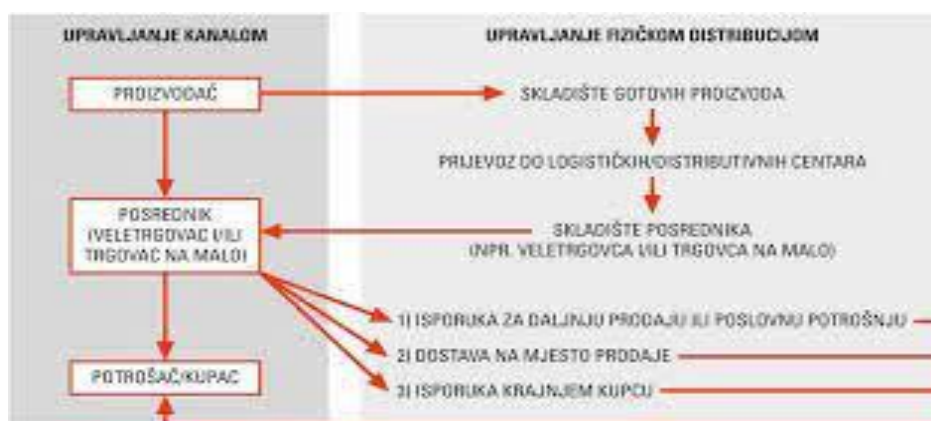 UPRAVLJANJE KANALOM
UPRAVLJANJE FIZIČKOM DISTRIBUCIJOM
PROIZVOĐAČ
SKLADIŠTE GOTOVIH PROIZVODA
PRIJEVOZ DO LOGISTIČKIH/DISTRIBUTIVNIH CENTARA
POSREDNIK
(VELETRGOVAC I/ILI
TRGOVAC NA MALO)
SKLADIŠTE POSREDNIKA
(NPR. VELETRGOVCA I/ILI TRGOVCA NA MALO)
1) ISPORUKA ZA DALJNJU PRODAJU ILI POSLOVNU POTROŠNJU
2) DOSTAVA NA MJESTO PRODAJE
3) ISPORUKA KRAJNJEM KUPCU
POTROŠAČ/KUPAC